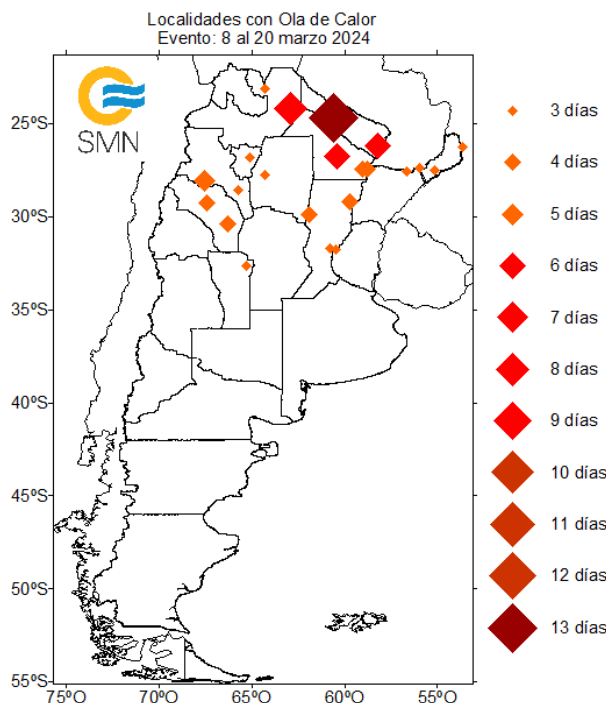 Localidades con Ola de Calor
Evento: 8 al 20 marzo 2024
SMN
25ºS
30ºS
35ºS
40ºS
45ºS
50ºS
55ºS
75ºO
70ºO
65ºO
60ºO
55ºO
3 días
4 días
5 días
6 días
7 días
8 días
9 días
10 días
11 días
12 días
13 días